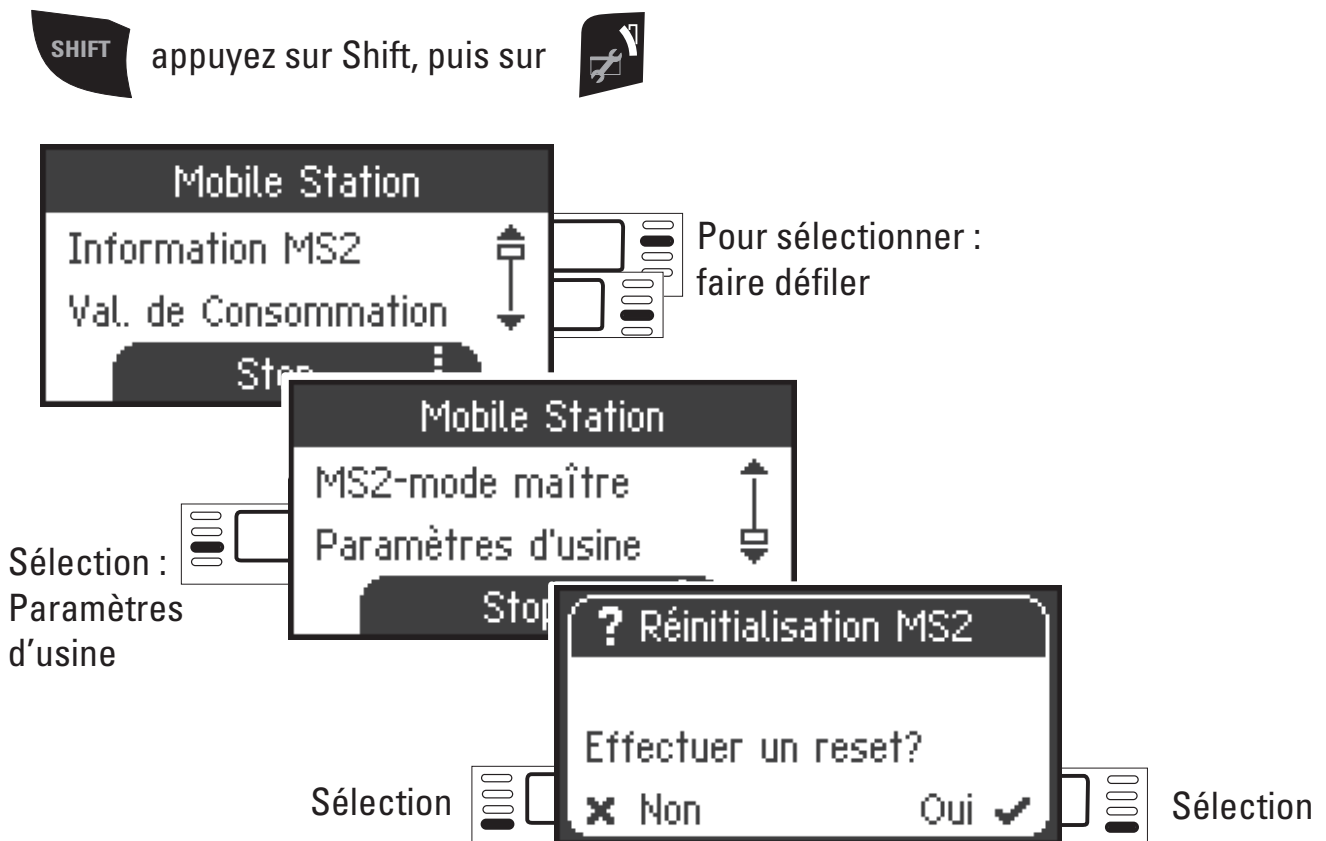 SHIFT appuyez sur Shift, puis sur
Mobile Station
Information MS2
Val. de Consommation
Pour sélectionner :
faire défiler
Mobile Station
MS2-mode maître
Paramètres d'usine
Sélection :
Paramètres
d’usine
? Réinitialisation MS2
Effectuer un reset?
Sélection
Non Oui
Sélection